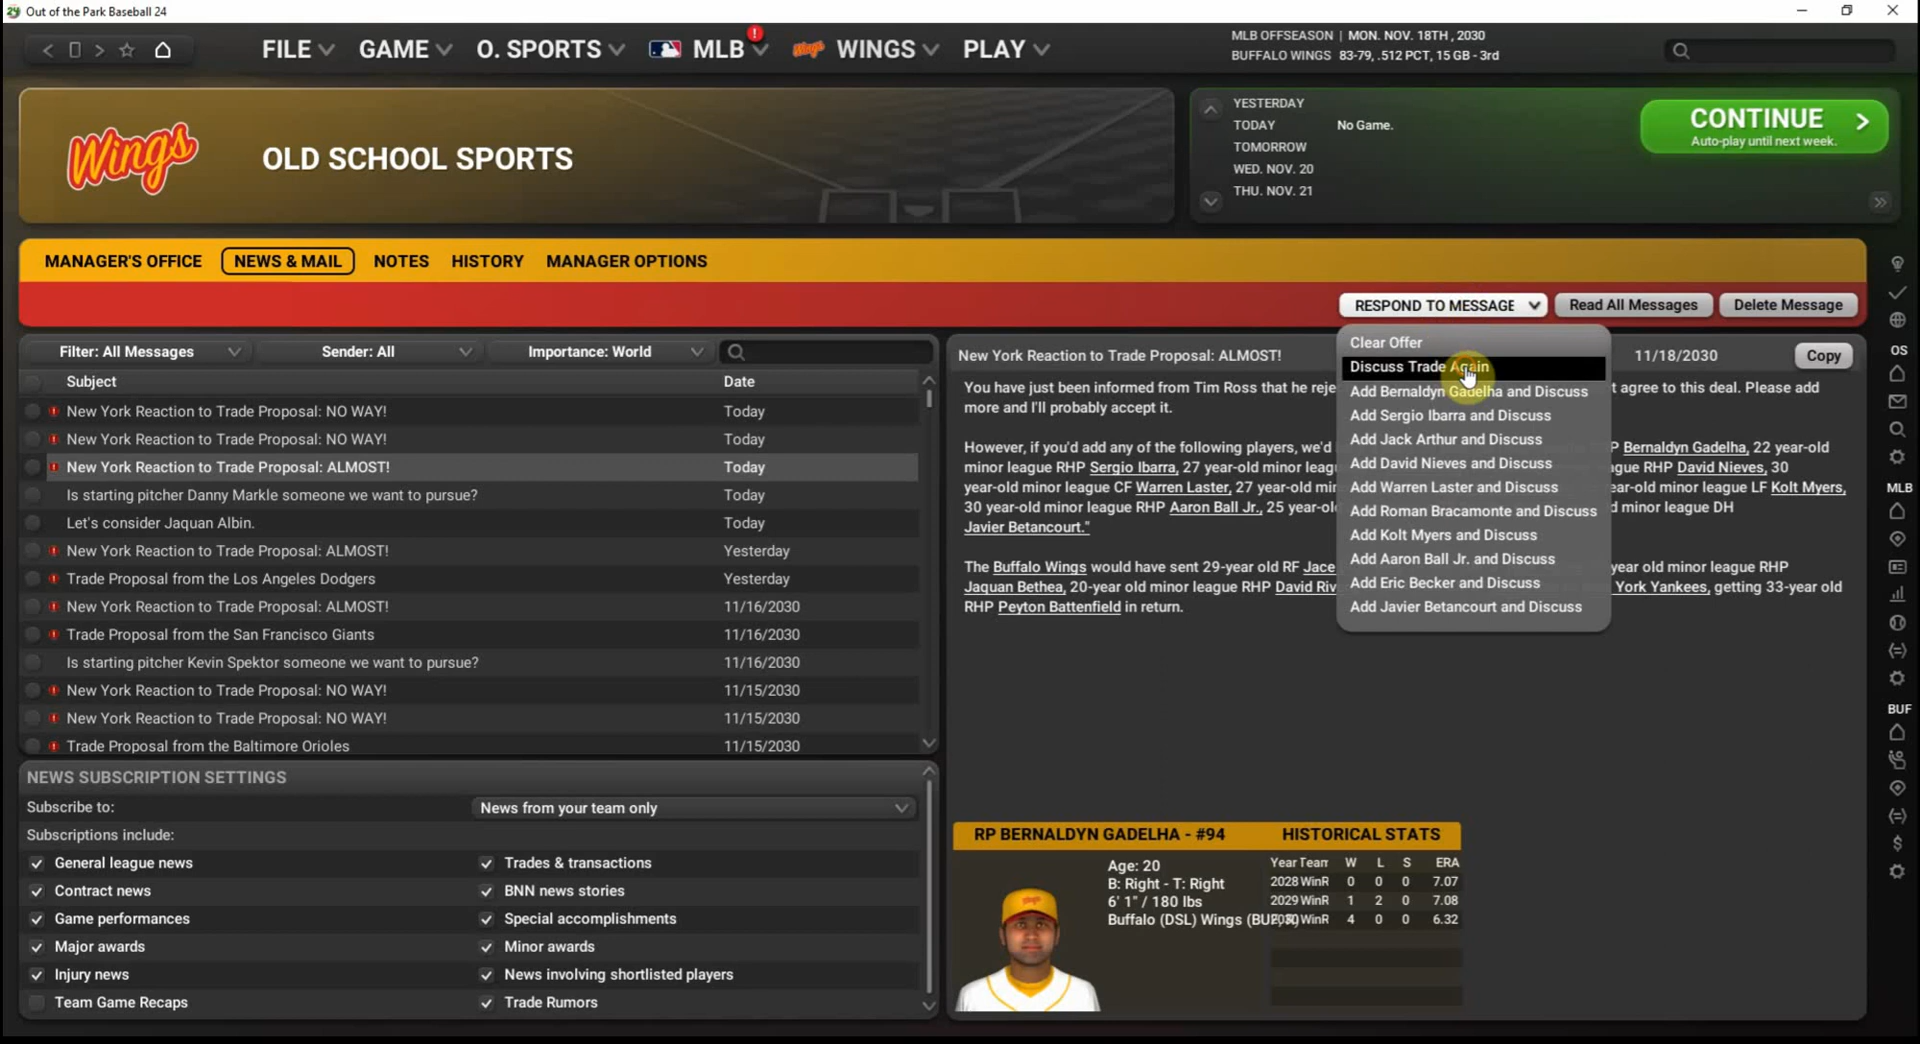 Out of the Park Baseball 24
FILE GAME O. SPORTS MLB WINGS PLAY
MLB OFFSEASON | MON. NOV. 18TH, 2030
BUFFALO WINGS 83-79, .512 PCT, 15 GB - 3rd
Wings OLD SCHOOL SPORTS
YESTERDAY
TODAY No Game.
TOMORROW
WED. NOV. 20
THU. NOV. 21
CONTINUE
Auto-play until next week.
MANAGER'S OFFICE NEWS & MAIL NOTES HISTORY MANAGER OPTIONS
RESPOND TO MESSAGE Read All Messages Delete Message
Filter: All Messages Sender: All Importance: World
Subject Date
New York Reaction to Trade Proposal: NO WAY! Today
New York Reaction to Trade Proposal: NO WAY! Today
New York Reaction to Trade Proposal: ALMOST! Today
Is starting pitcher Danny Markle someone we want to pursue? Today
Let's consider Jaquan Albin. Today
New York Reaction to Trade Proposal: ALMOST! Yesterday
Trade Proposal from the Los Angeles Dodgers Yesterday
New York Reaction to Trade Proposal: ALMOST! 11/16/2030
Trade Proposal from the San Francisco Giants 11/16/2030
Is starting pitcher Kevin Spektor someone we want to pursue? 11/16/2030
New York Reaction to Trade Proposal: NO WAY! 11/15/2030
New York Reaction to Trade Proposal: NO WAY! 11/15/2030
Trade Proposal from the Baltimore Orioles 11/15/2030
NEWS SUBSCRIPTION SETTINGS
Subscribe to: News from your team only
Subscriptions include:
General league news Trades & transactions
Contract news BNN news stories
Game performances Special accomplishments
Major awards Minor awards
Injury news News involving shortlisted players
Team Game Recaps Trade Rumors
New York Reaction to Trade Proposal: ALMOST! 11/18/2030 Copy
You have just been informed from Tim Ross that he reje t agree to this deal. Please add
more and I'll probably accept it.
However, if you'd add any of the following players, we'd P Bernaldyn Gadelha, 22 year-old
minor league RHP Sergio Ibarra, 27 year-old minor leag ague RHP David Nieves, 30
year-old minor league CF Warren Laster, 27 year-old mi ar-old minor league LF Kolt Myers,
30 year-old minor league RHP Aaron Ball Jr., 25 year-ol d minor league DH
Javier Betancourt."
The Buffalo Wings would have sent 29-year old RF Jace year old minor league RHP
Jaquan Bethea, 20-year old minor league RHP David Riv York Yankees, getting 33-year old
RHP Peyton Battenfield in return.
Clear Offer
Discuss Trade Again
Add Bernaldyn Gadelha and Discuss
Add Sergio Ibarra and Discuss
Add Jack Arthur and Discuss
Add David Nieves and Discuss
Add Warren Laster and Discuss
Add Roman Bracamonte and Discuss
Add Kolt Myers and Discuss
Add Aaron Ball Jr. and Discuss
Add Eric Becker and Discuss
Add Javier Betancourt and Discuss
RP BERNALDYN GADELHA - #94 HISTORICAL STATS
Age: 20
B: Right - T: Right
6' 1" / 180 lbs
Buffalo (DSL) Wings (BUF, R)
Year Team W L S ERA
2028 WinR 0 0 0 7.07
2029 WinR 1 2 0 7.08
WinR 4 0 0 6.32
OS
MLB
BUF